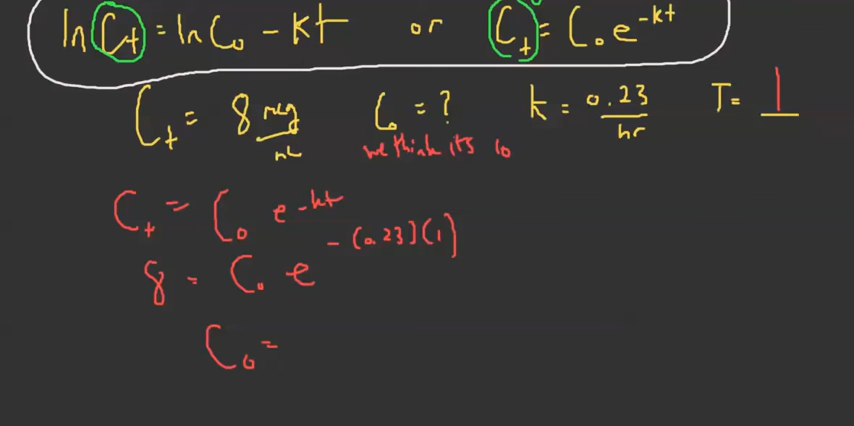 ln Ct = ln C₀ - kt or Ct = C₀ e^-kt
Ct = 8 mcg/mL C₀ = ? k = 0.23/hr T = 1
we think its 10
Ct = C₀ e^-kt
8 = C₀ e^-(0.23)(1)
C₀ =